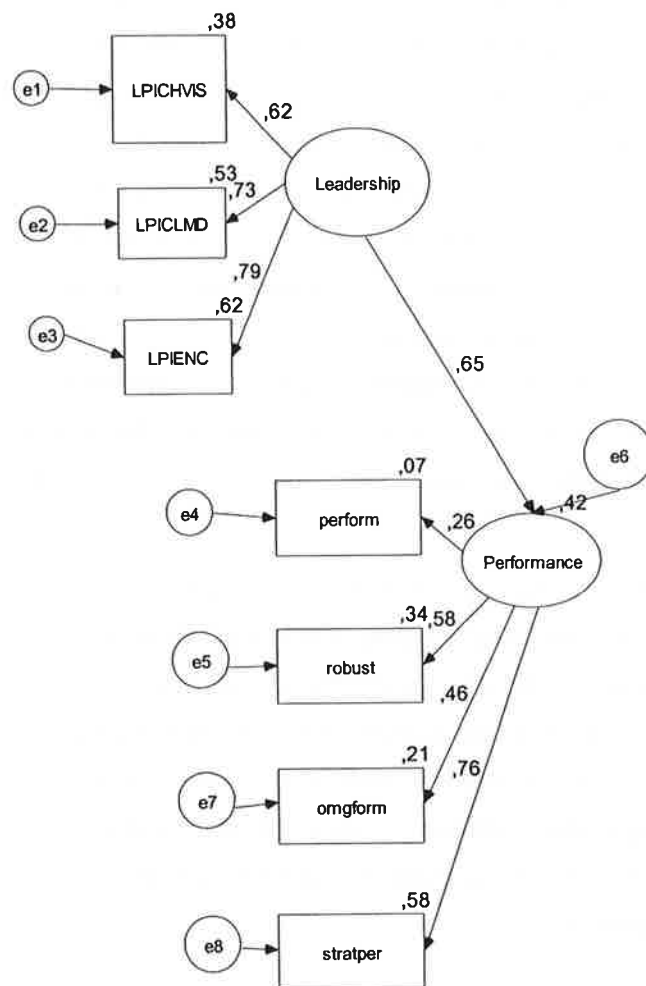 ,38
e1
LPICHVIS
,62
Leadership
,53
,73
e2
LPICLMD
,79
,62
e3
LPIENC
,65
e6
,07
,42
e4
perform
,26
Performance
,34
,58
e5
robust
,46
,21
,76
e7
omgform
,58
e8
stratper